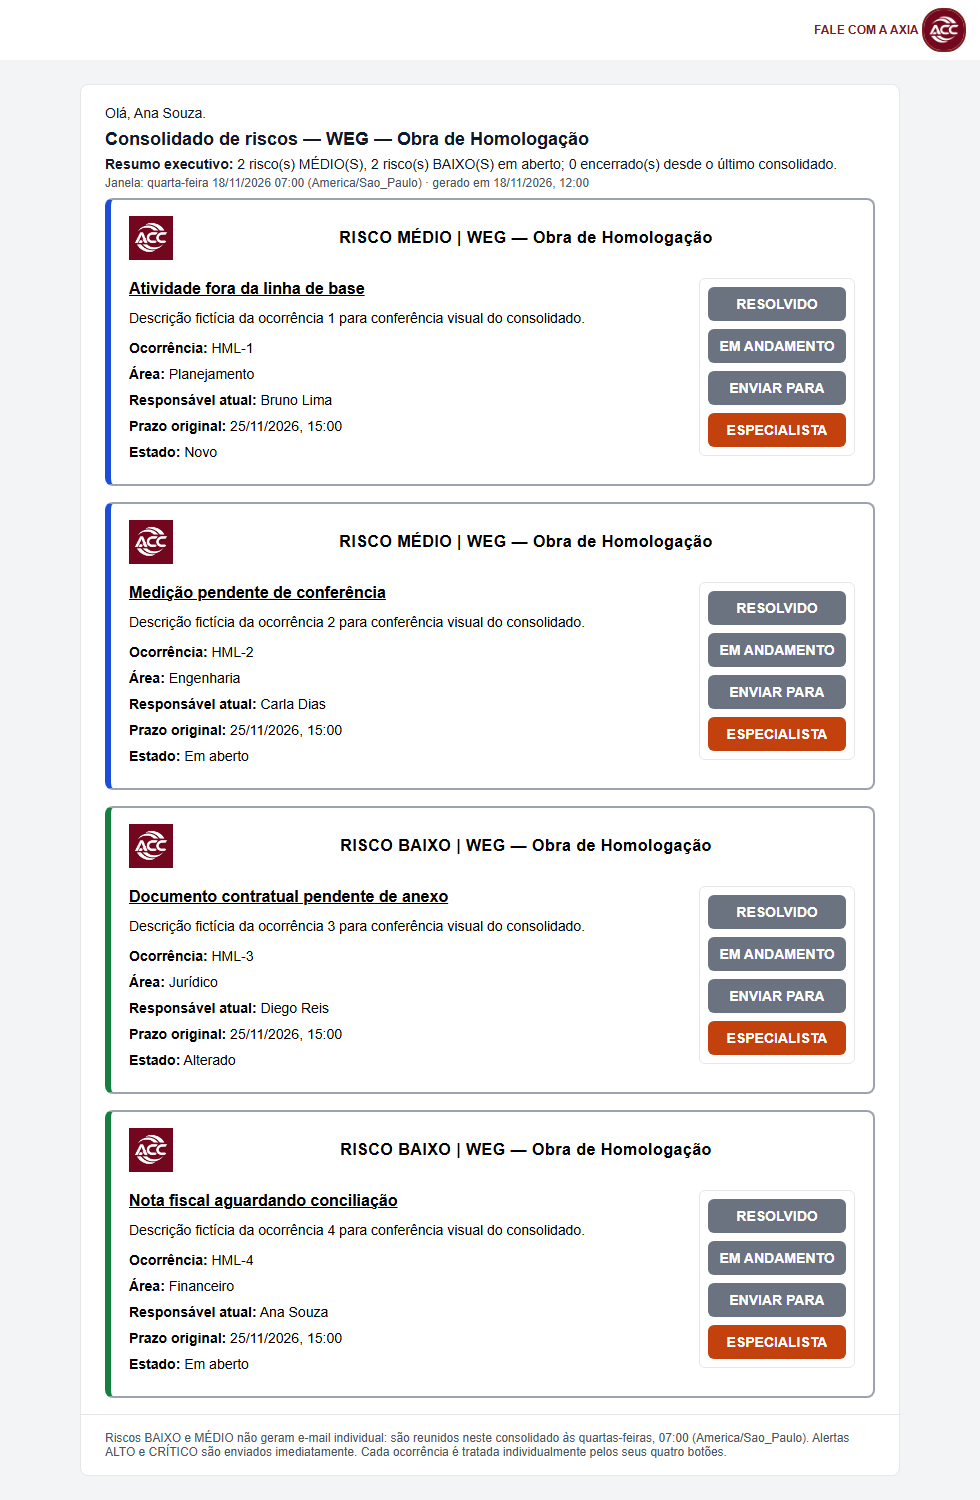 FALE COM A AXIA
ACC
Olá, Ana Souza.
Consolidado de riscos — WEG — Obra de Homologação
Resumo executivo: 2 risco(s) MÉDIO(S), 2 risco(s) BAIXO(S) em aberto; 0 encerrado(s) desde o último consolidado.
Janela: quarta-feira 18/11/2026 07:00 (America/Sao_Paulo) · gerado em 18/11/2026, 12:00
ACC
RISCO MÉDIO | WEG — Obra de Homologação
Atividade fora da linha de base
Descrição fictícia da ocorrência 1 para conferência visual do consolidado.
Ocorrência: HML-1
Área: Planejamento
Responsável atual: Bruno Lima
Prazo original: 25/11/2026, 15:00
Estado: Novo
RESOLVIDO
EM ANDAMENTO
ENVIAR PARA
ESPECIALISTA
ACC
RISCO MÉDIO | WEG — Obra de Homologação
Medição pendente de conferência
Descrição fictícia da ocorrência 2 para conferência visual do consolidado.
Ocorrência: HML-2
Área: Engenharia
Responsável atual: Carla Dias
Prazo original: 25/11/2026, 15:00
Estado: Em aberto
RESOLVIDO
EM ANDAMENTO
ENVIAR PARA
ESPECIALISTA
ACC
RISCO BAIXO | WEG — Obra de Homologação
Documento contratual pendente de anexo
Descrição fictícia da ocorrência 3 para conferência visual do consolidado.
Ocorrência: HML-3
Área: Jurídico
Responsável atual: Diego Reis
Prazo original: 25/11/2026, 15:00
Estado: Alterado
RESOLVIDO
EM ANDAMENTO
ENVIAR PARA
ESPECIALISTA
ACC
RISCO BAIXO | WEG — Obra de Homologação
Nota fiscal aguardando conciliação
Descrição fictícia da ocorrência 4 para conferência visual do consolidado.
Ocorrência: HML-4
Área: Financeiro
Responsável atual: Ana Souza
Prazo original: 25/11/2026, 15:00
Estado: Em aberto
RESOLVIDO
EM ANDAMENTO
ENVIAR PARA
ESPECIALISTA
Riscos BAIXO e MÉDIO não geram e-mail individual: são reunidos neste consolidado às quartas-feiras, 07:00 (America/Sao_Paulo). Alertas
ALTO e CRÍTICO são enviados imediatamente. Cada ocorrência é tratada individualmente pelos seus quatro botões.